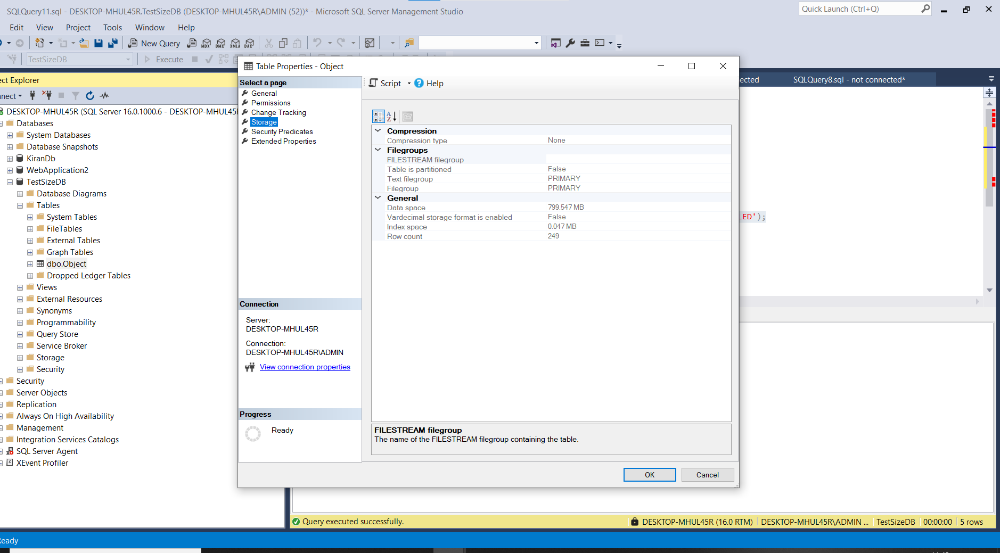 SQLQuery11.sql - DESKTOP-MHUL45R.TestSizeDB (DESKTOP-MHUL45R\ADMIN (52))* - Microsoft SQL Server Management Studio
Quick Launch (Ctrl+Q)
Edit View Project Tools Window Help
New Query MDX DMX XMLA DAX
TestSizeDB Execute
ect Explorer
nnect
DESKTOP-MHUL45R (SQL Server 16.0.1000.6 - DESKTOP-MHUL45
Databases
System Databases
Database Snapshots
KiranDb
WebApplication2
TestSizeDB
Database Diagrams
Tables
System Tables
FileTables
External Tables
Graph Tables
dbo.Object
Dropped Ledger Tables
Views
External Resources
Synonyms
Programmability
Query Store
Service Broker
Storage
Security
Security
Server Objects
Replication
Always On High Availability
Management
Integration Services Catalogs
SQL Server Agent
XEvent Profiler
Table Properties - Object
Select a page
General
Permissions
Change Tracking
Storage
Security Predicates
Extended Properties
Connection
Server:
DESKTOP-MHUL45R
Connection:
DESKTOP-MHUL45R\ADMIN
View connection properties
Progress
Ready
Script Help
Compression
Compression type None
Filegroups
FILESTREAM filegroup
Table is partitioned False
Text filegroup PRIMARY
Filegroup PRIMARY
General
Data space 799.547 MB
Vardecimal storage format is enabled False
Index space 0.047 MB
Row count 249
FILESTREAM filegroup
The name of the FILESTREAM filegroup containing the table.
OK Cancel
ected SQLQuery8.sql - not connected*
LED');
Query executed successfully. DESKTOP-MHUL45R (16.0 RTM) DESKTOP-MHUL45R\ADMIN ... TestSizeDB 00:00:00 5 rows
eady